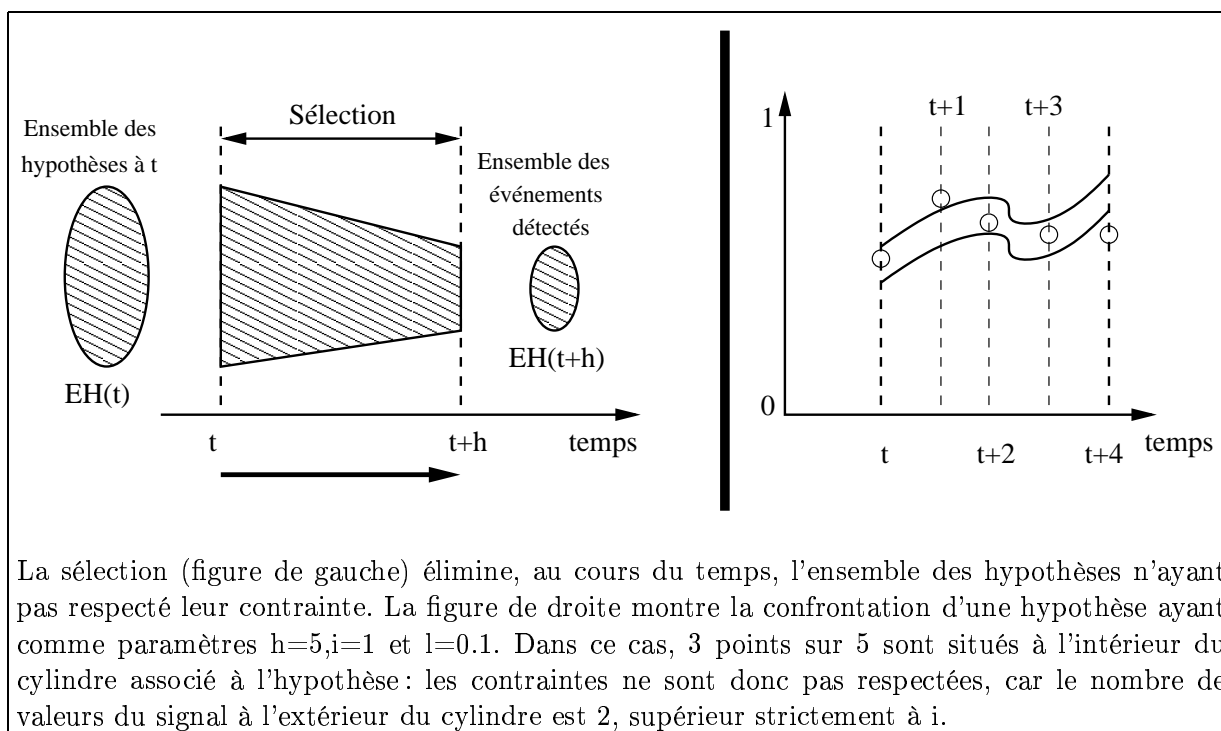 Ensemble des
hypothèses à t
EH(t)
Sélection
Ensemble des
événements
détectés
EH(t+h)
t
t+h
temps
1
0
t+1
t+3
t
t+2
t+4
temps
La sélection (figure de gauche) élimine, au cours du temps, l'ensemble des hypothèses n'ayant
pas respecté leur contrainte. La figure de droite montre la confrontation d'une hypothèse ayant
comme paramètres h=5,i=1 et l=0.1. Dans ce cas, 3 points sur 5 sont situés à l'intérieur du
cylindre associé à l'hypothèse : les contraintes ne sont donc pas respectées, car le nombre de
valeurs du signal à l'extérieur du cylindre est 2, supérieur strictement à i.